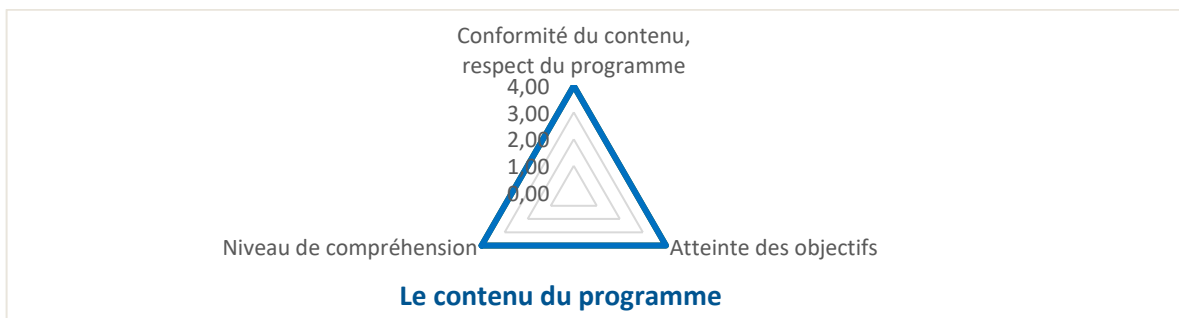 Conformité du contenu,
respect du programme
4,00
3,00
2,00
1,00
0,00
Niveau de compréhension
Atteinte des objectifs
Le contenu du programme